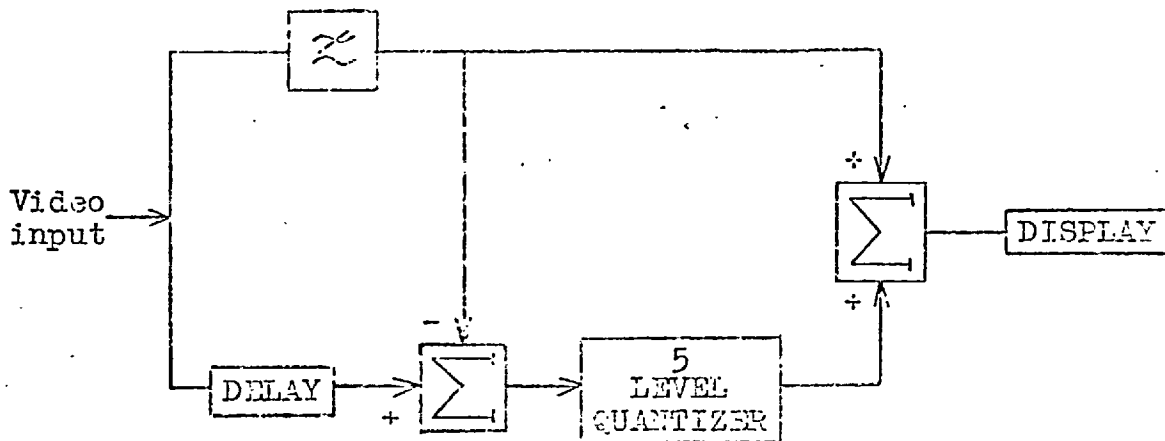 Video
input
+
DISPLAY
+
-
DELAY
+
5
LEVEL
QUANTIZER